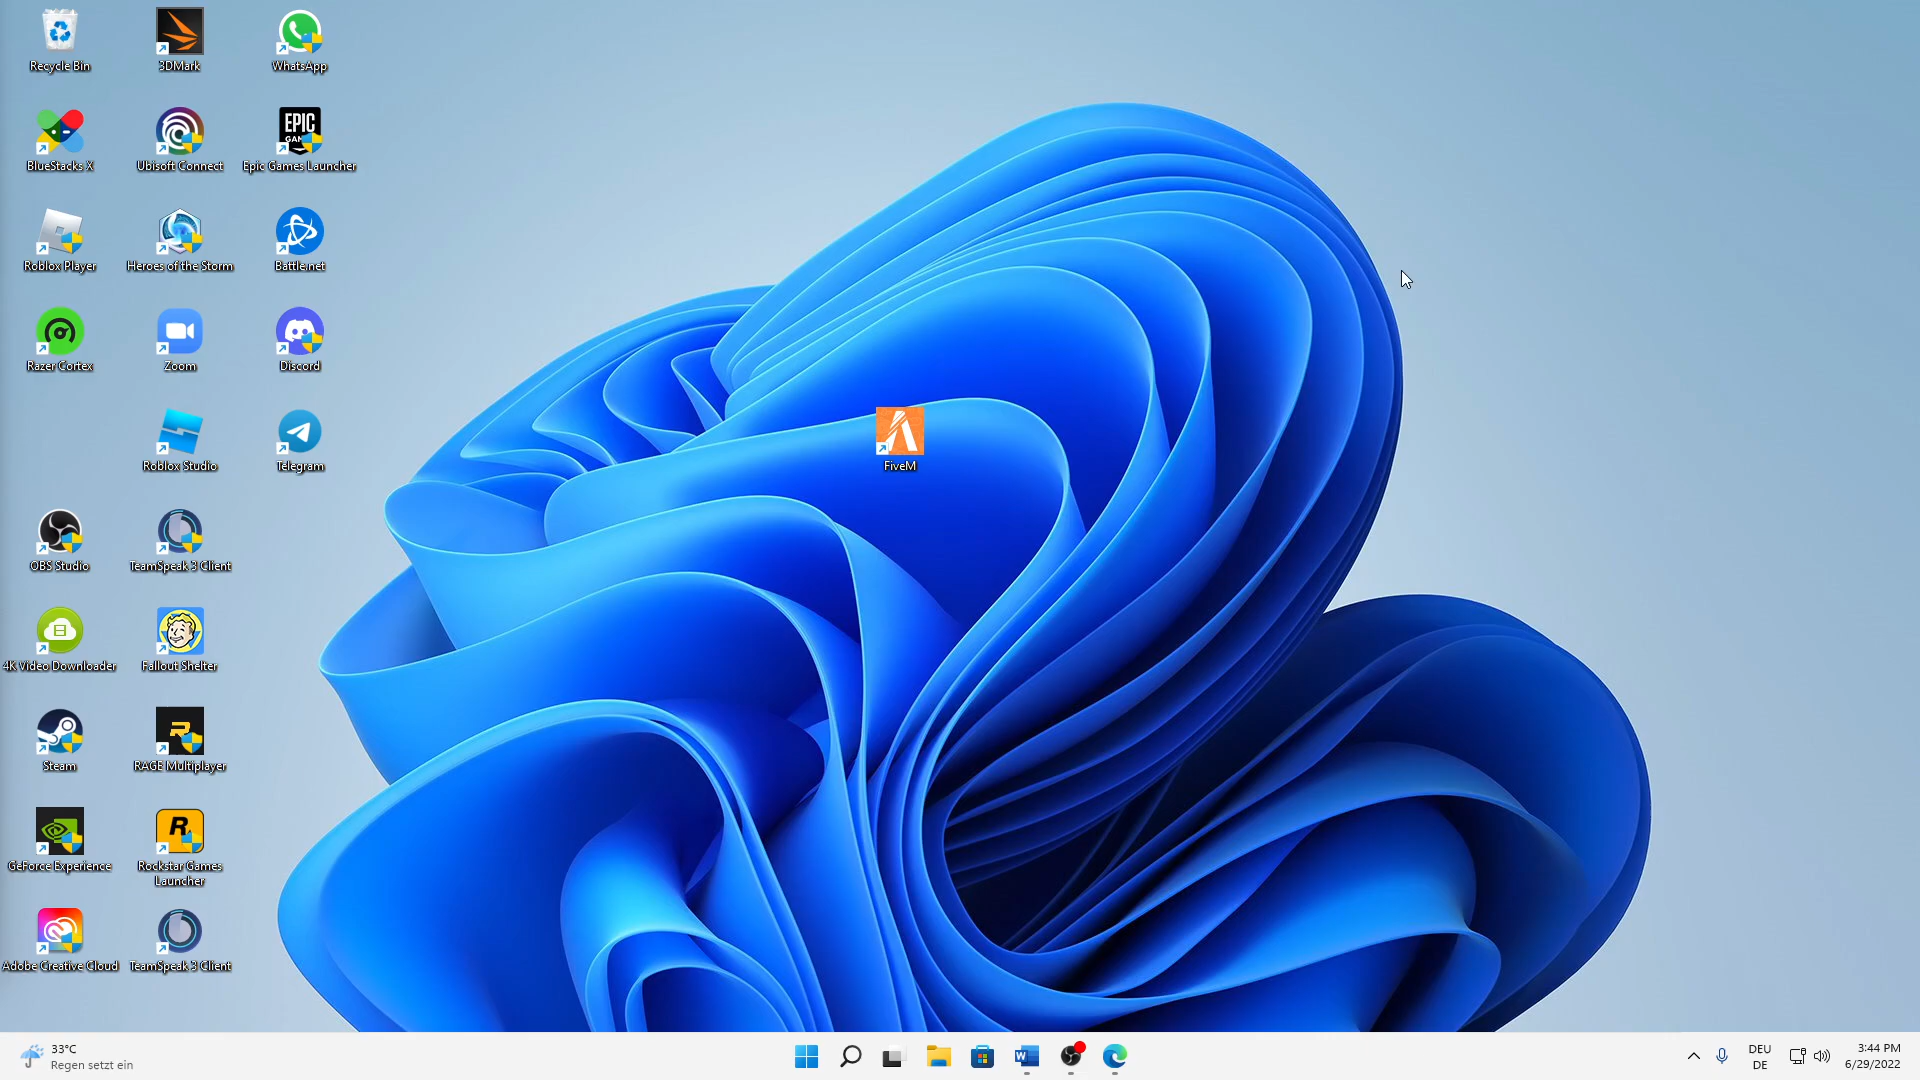 Recycle Bin
3DMark
WhatsApp
EPIC
GAMES
BlueStacks X
Ubisoft Connect
Epic Games Launcher
Roblox Player
Heroes of the Storm
Battle.net
Razer Cortex
Zoom
Discord
Roblox Studio
Telegram
FiveM
OBS Studio
TeamSpeak 3 Client
4K Video Downloader
Fallout Shelter
Steam
RAGE Multiplayer
GeForce Experience
Rockstar Games
Launcher
Adobe Creative Cloud
TeamSpeak 3 Client
33°C
Regen setzt ein
DEU
DE
3:44 PM
6/29/2022